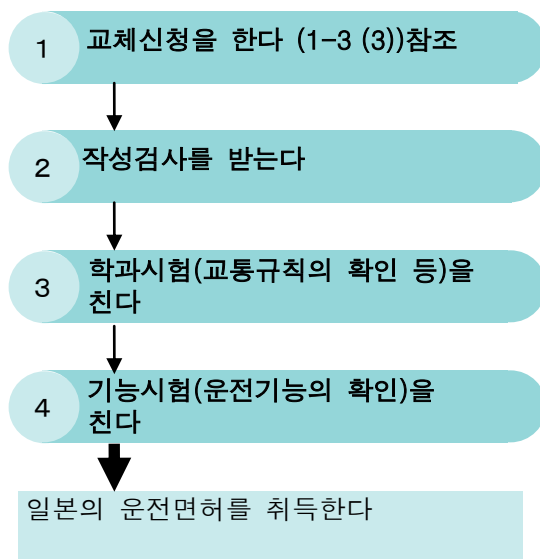 1 교체신청을 한다 (1-3 (3))참조
2 작성검사를 받는다
3 학과시험(교통규칙의 확인 등)을
친다
4 기능시험(운전기능의 확인)을
친다
일본의 운전면허를 취득한다